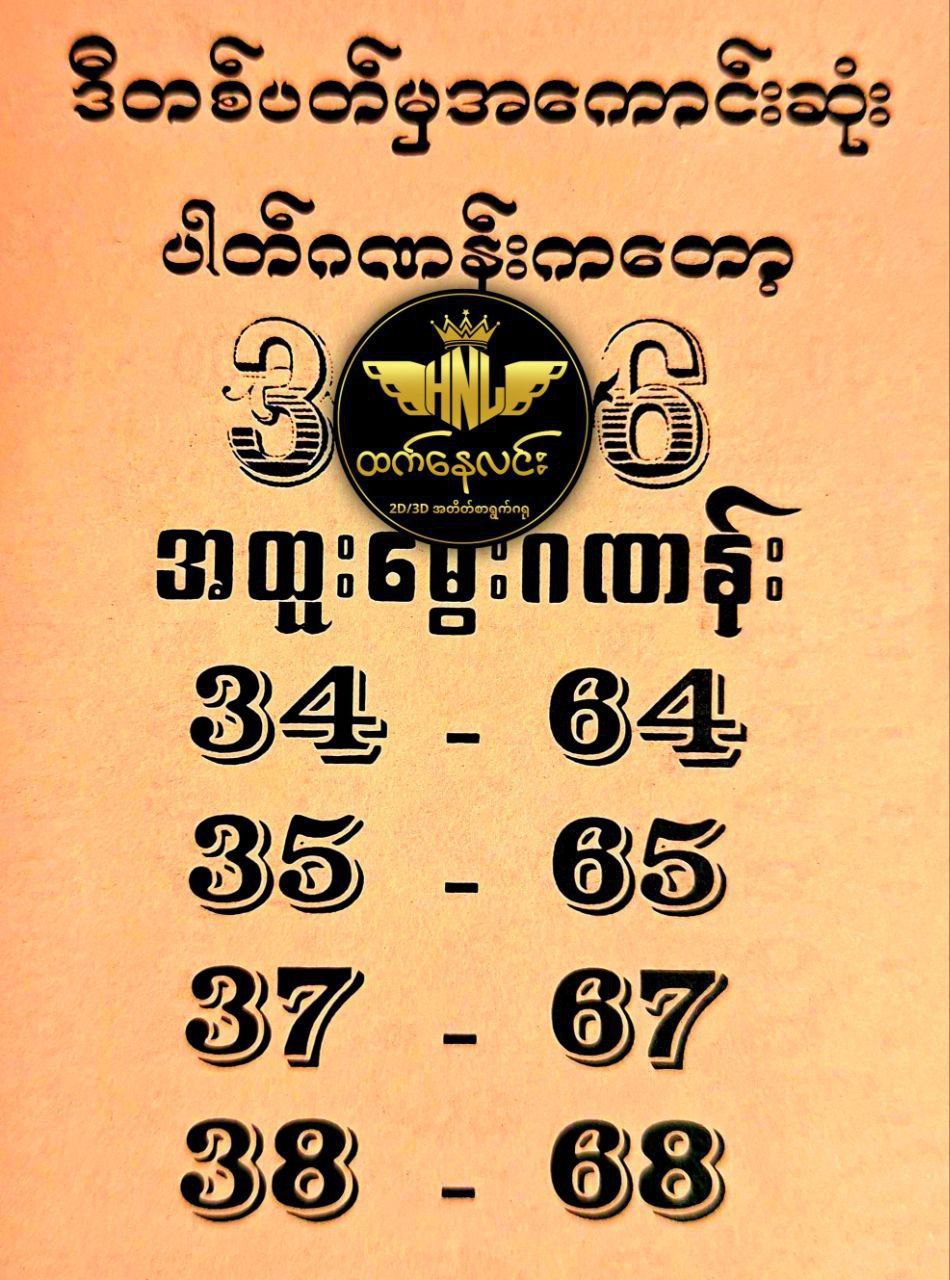 ဒီတစ်ပတ်မှအကောင်းဆုံး
ပါတ်ဂဏန်းကတော့
3 6
HNL
ထက်နေလင်း
2D/3D အတိတ်စာရွက်ဂရု
အထူးမွေးဂဏန်း
34 - 64
35 - 65
37 - 67
38 - 68